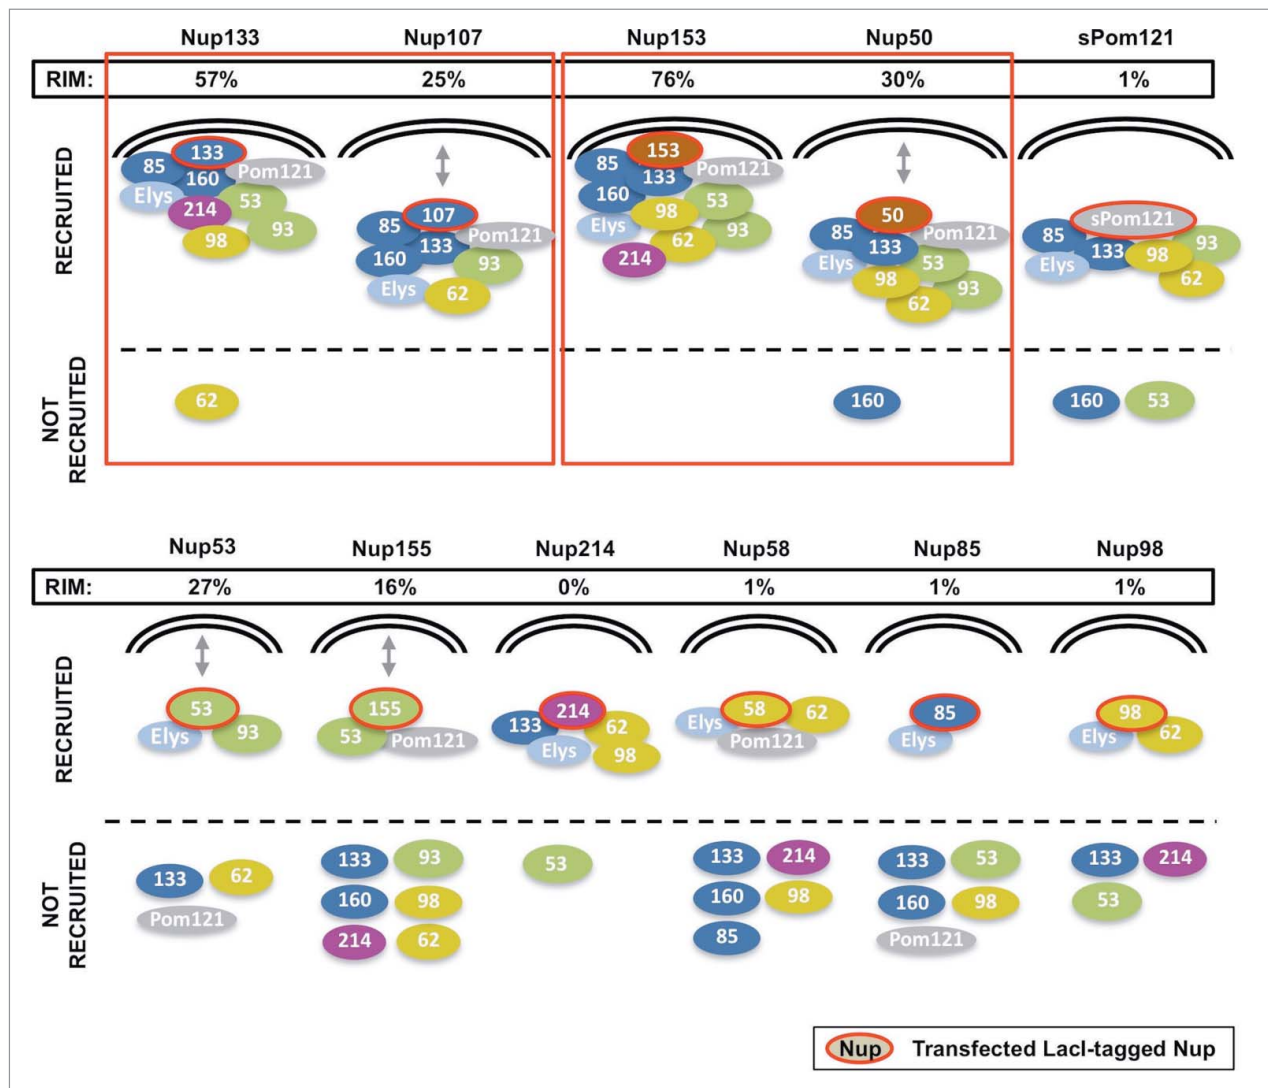 Nup133 Nup107 Nup153 Nup50 sPom121
RIM: 57% 25% 76% 30% 1%
RECRUITED
133
85
160
Pom121
Elys
214
53
98
93
107
85
133
Pom121
160
93
Elys
62
153
85
133
Pom121
160
98
53
Elys
62
93
214
50
85
133
Pom121
Elys
53
98
93
62
sPom121
85
133
98
93
Elys
62
NOT
RECRUITED
62
160
160 53
Nup53 Nup155 Nup214 Nup58 Nup85 Nup98
RIM: 27% 16% 0% 1% 1% 1%
RECRUITED
53
Elys
93
155
53
Pom121
214
133
62
Elys
98
58
Elys
62
Pom121
85
Elys
98
Elys
62
NOT
RECRUITED
133 62
Pom121
133 93
160 98
214 62
53
133 214
160 98
85
133 53
160 98
Pom121
133 214
53
Nup Transfected LacI-tagged Nup